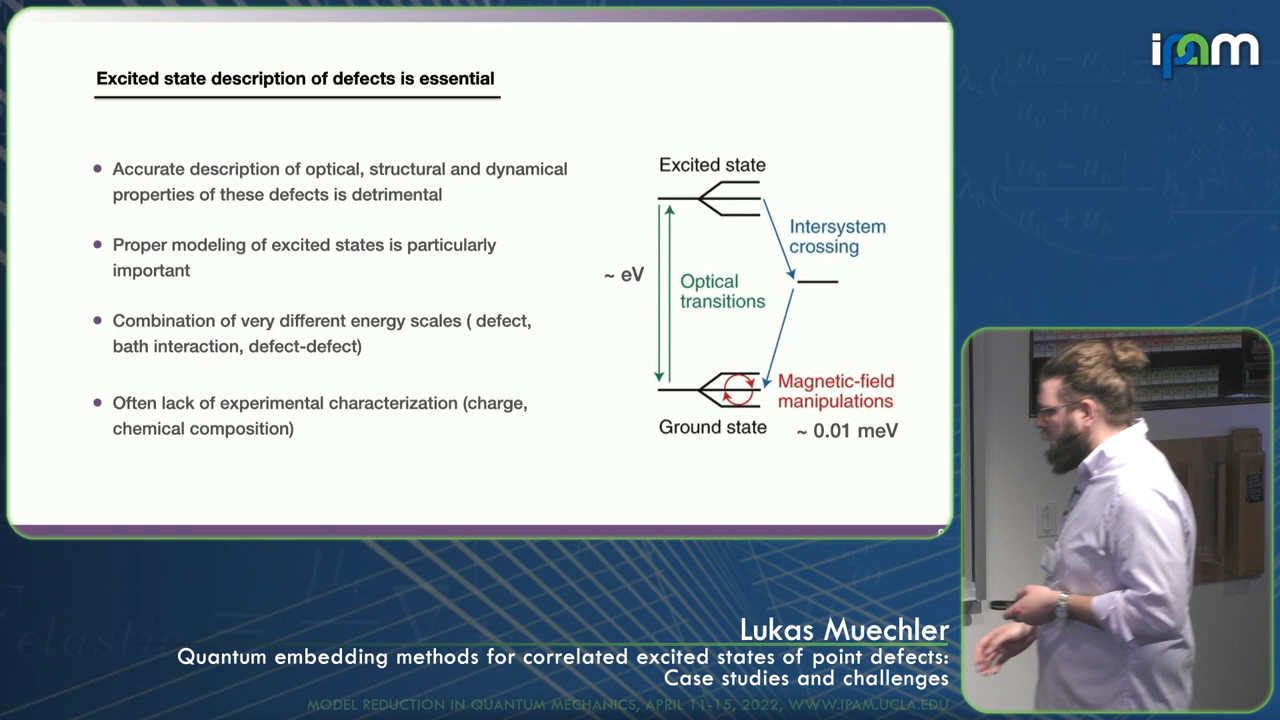 Excited state description of defects is essential
Accurate description of optical, structural and dynamical
properties of these defects is detrimental
Proper modeling of excited states is particularly
important
Combination of very different energy scales ( defect,
bath interaction, defect-defect)
Often lack of experimental characterization (charge,
chemical composition)
Excited state
Intersystem
crossing
~ eV
Optical
transitions
Magnetic-field
manipulations
Ground state
~ 0.01 meV
ipam
Lukas Muechler
Quantum embedding methods for correlated excited states of point defects:
Case studies and challenges
MODEL REDUCTION IN QUANTUM MECHANICS, APRIL 11-15, 2022, WWW.IPAM.UCLA.EDU
elastic